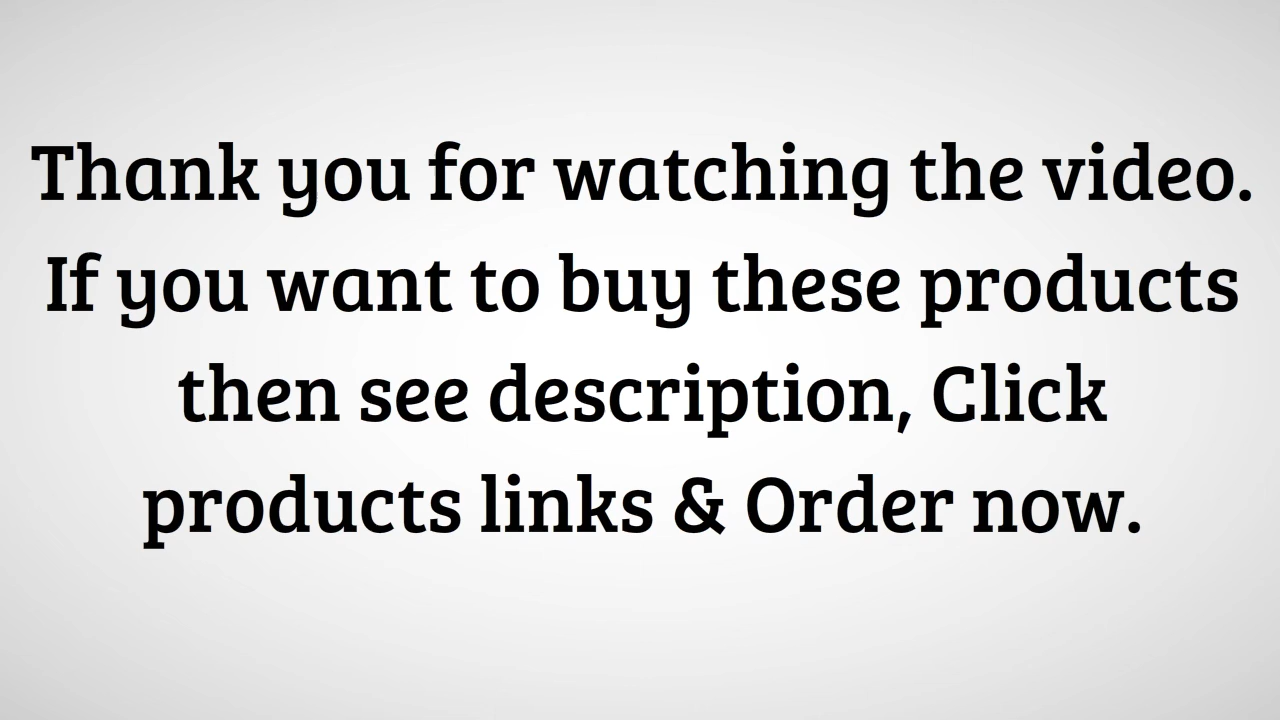 Thank you for watching the video.
If you want to buy these products
then see description, Click
products links & Order now.